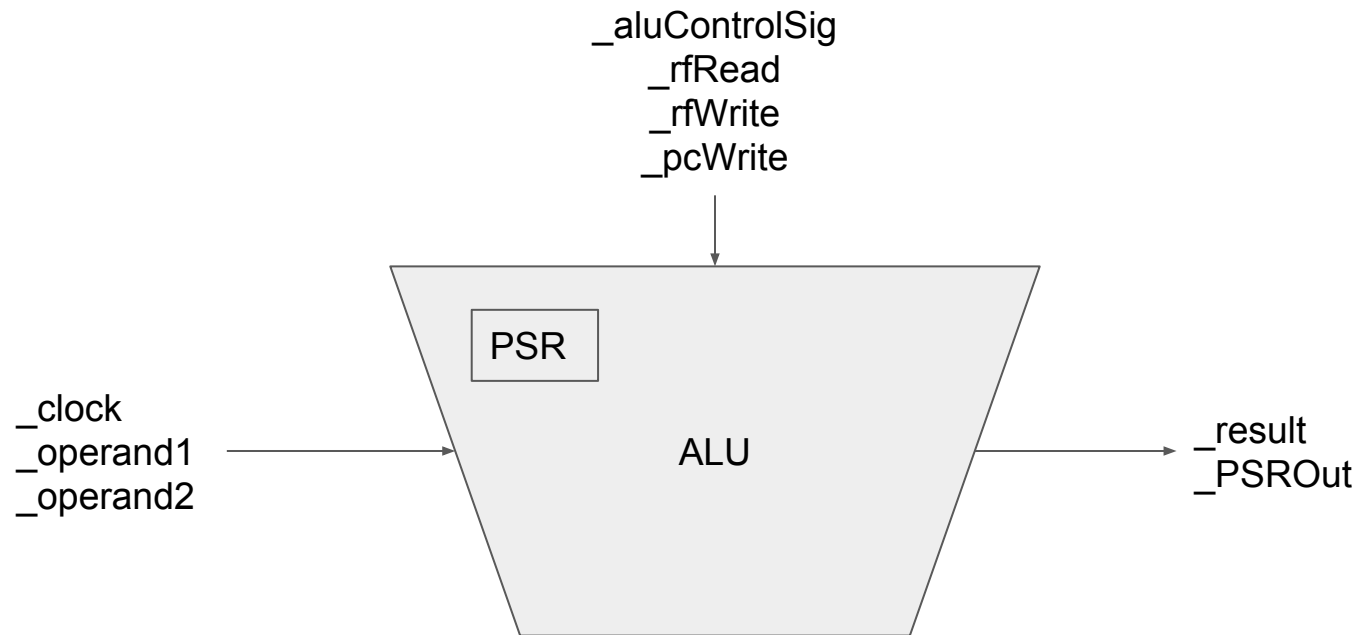 _aluControlSig
_rfRead
_rfWrite
_pcWrite
PSR
_clock
_operand1
_operand2
ALU
_result
_PSROut